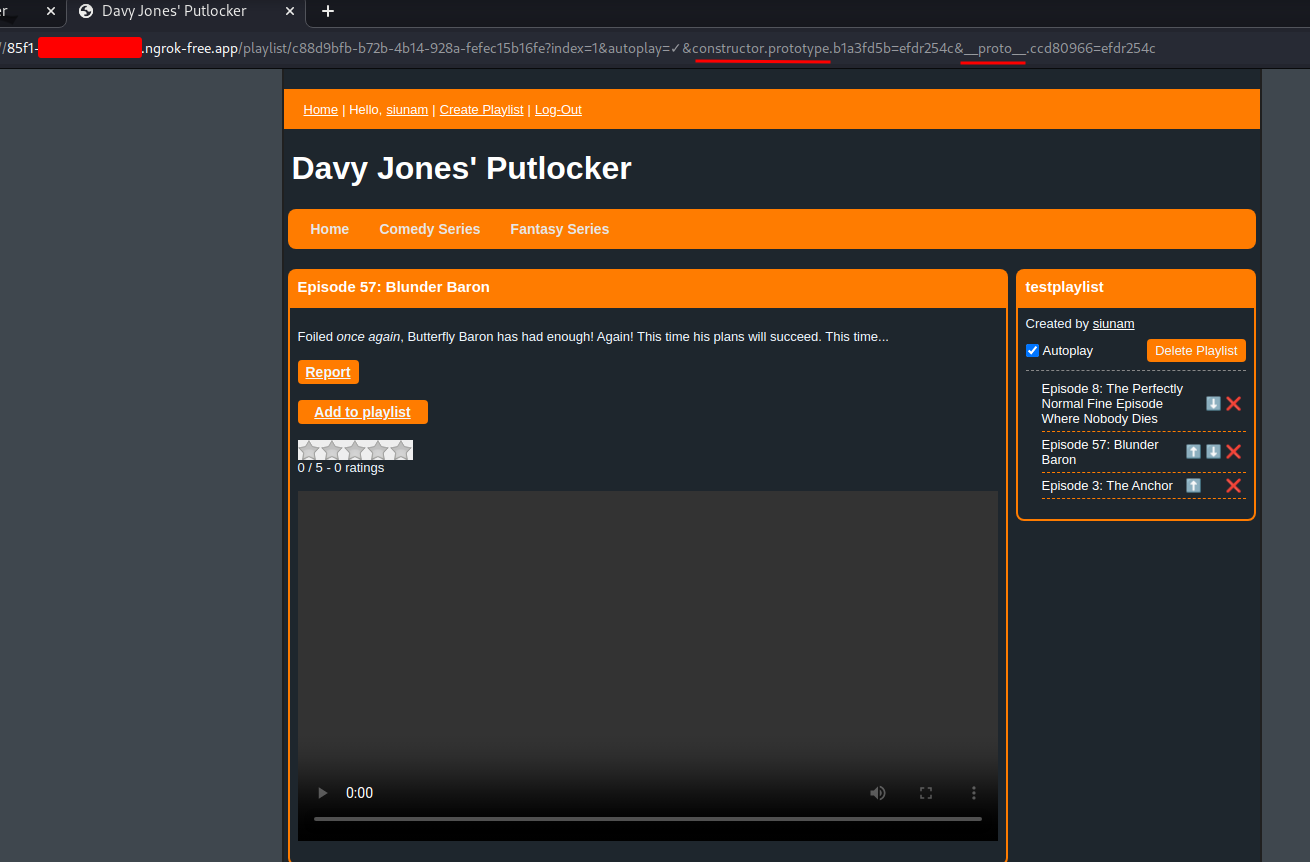 er
Davy Jones' Putlocker
/85f1-
.ngrok-free.app/playlist/c88d9bfb-b72b-4b14-928a-fefec15b16fe?index=1&autoplay=✓&constructor.prototype.b1a3fd5b=efdr254c&__proto__.ccd80966=efdr254c
Home | Hello, siunam | Create Playlist | Log-Out
Davy Jones' Putlocker
Home Comedy Series Fantasy Series
Episode 57: Blunder Baron
Foiled once again, Butterfly Baron has had enough! Again! This time his plans will succeed. This time...
Report
Add to playlist
0 / 5 - 0 ratings
0:00
testplaylist
Created by siunam
Autoplay Delete Playlist
Episode 8: The Perfectly
Normal Fine Episode
Where Nobody Dies
Episode 57: Blunder
Baron
Episode 3: The Anchor